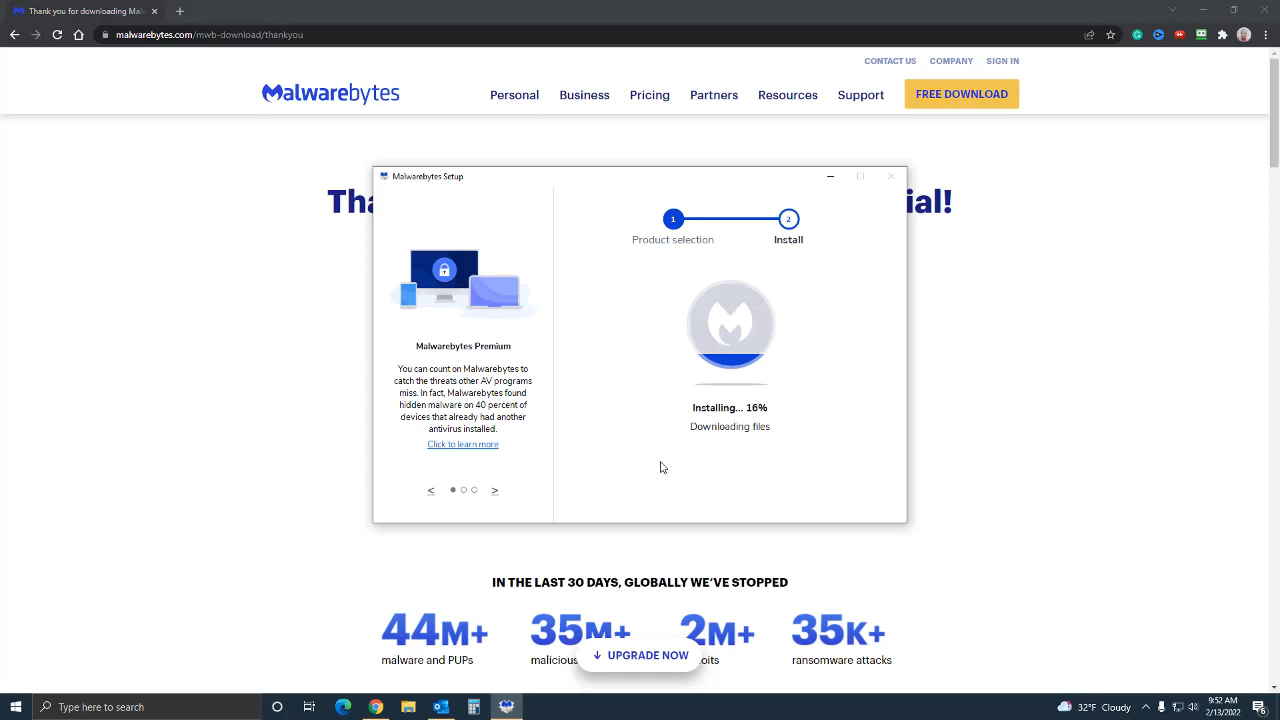 Thank you for downloading Mal
malwarebytes.com/mwb-download/thankyou
CONTACT US COMPANY SIGN IN
Malwarebytes
Personal Business Pricing Partners Resources Support FREE DOWNLOAD
Malwarebytes Setup
ial!
1 2
Product selection Install
Malwarebytes Premium
You can count on Malwarebytes to
catch the threats other AV programs
miss. In fact, Malwarebytes found
hidden malware on 40 percent of
devices that already had another
antivirus installed.
Click to learn more
< >
Installing... 16%
Downloading files
IN THE LAST 30 DAYS, GLOBALLY WE'VE STOPPED
44M+ 35M+ 2M+ 35K+
malware and PUPs malicious oits ransomware attacks
UPGRADE NOW
Type here to search
32°F Cloudy
9:52 AM
2/13/2022
6